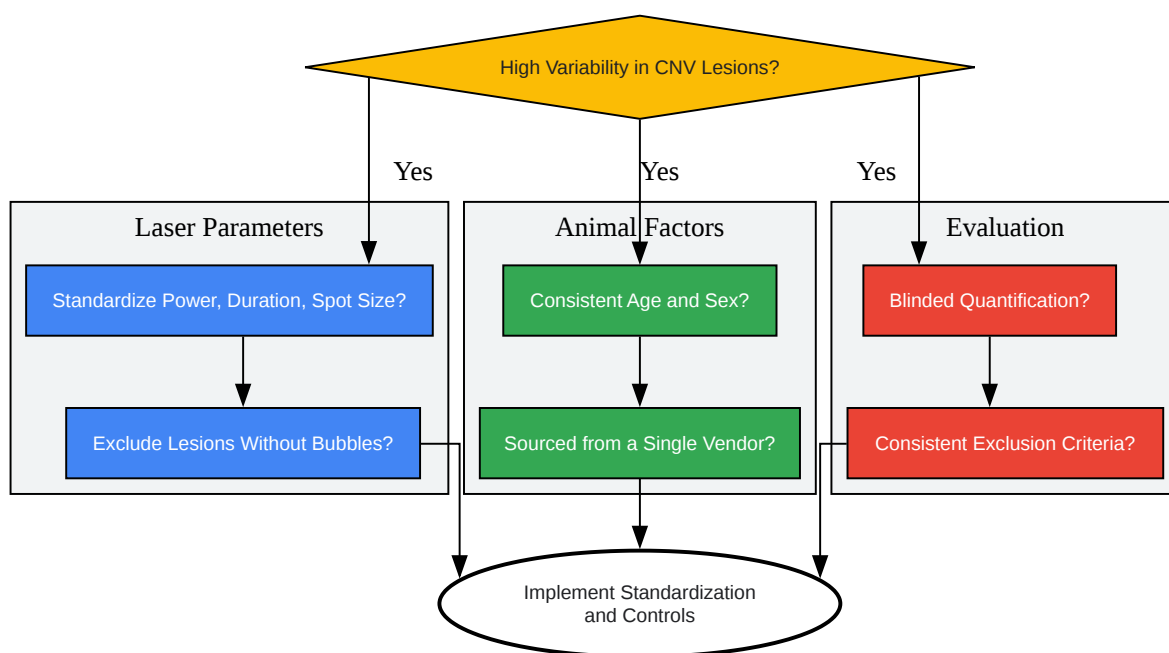 High Variability in CNV Lesions?
Yes
Yes
Yes
Laser Parameters
Animal Factors
Evaluation
Standardize Power, Duration, Spot Size?
Consistent Age and Sex?
Blinded Quantification?
Exclude Lesions Without Bubbles?
Sourced from a Single Vendor?
Consistent Exclusion Criteria?
Implement Standardization
and Controls